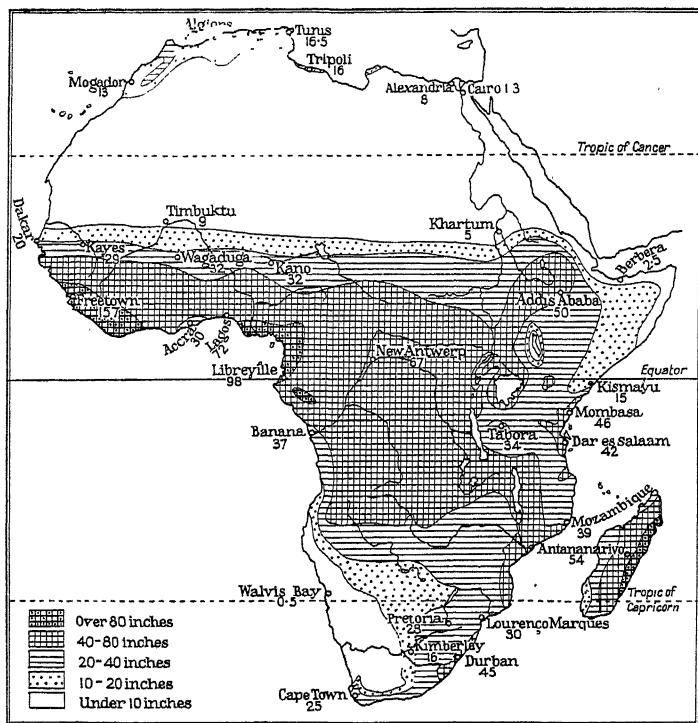 Algiers
Tunis
16·5
Tripoli
16
Mogador
13
Alexandria
8
Cairo 1·3
Tropic of Cancer
Timbuktu
9
Khartum
5
Dakar
20
Kayes
29
Wagaduga
32
Kano
32
Berbera
2·5
Addis Ababa
50
Freetown
157
Accra
30
Lagos
72
New Antwerp
71
Libreville
98
Equator
Kismayu
15
Mombasa
46
Banana
37
Tabora
34
Dar es Salaam
42
Mozambique
39
Antananarivo
54
Walvis Bay
0·5
Tropic of
Capricorn
Pretoria
28
Lourenço Marques
30
Kimberley
16
Durban
45
Cape Town
25
Over 80 inches
40-80 inches
20-40 inches
10-20 inches
Under 10 inches